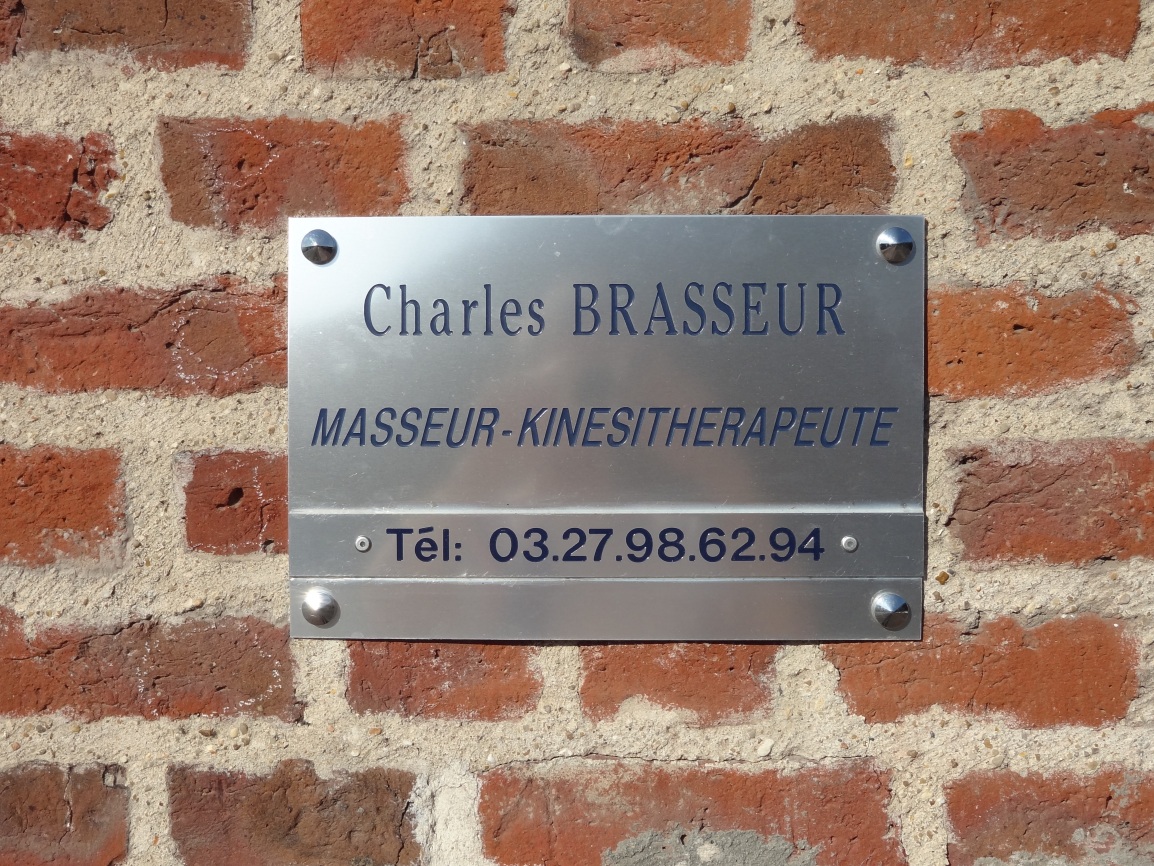 Charles BRASSEUR
MASSEUR-KINESITHERAPEUTE
Tél: 03.27.98.62.94